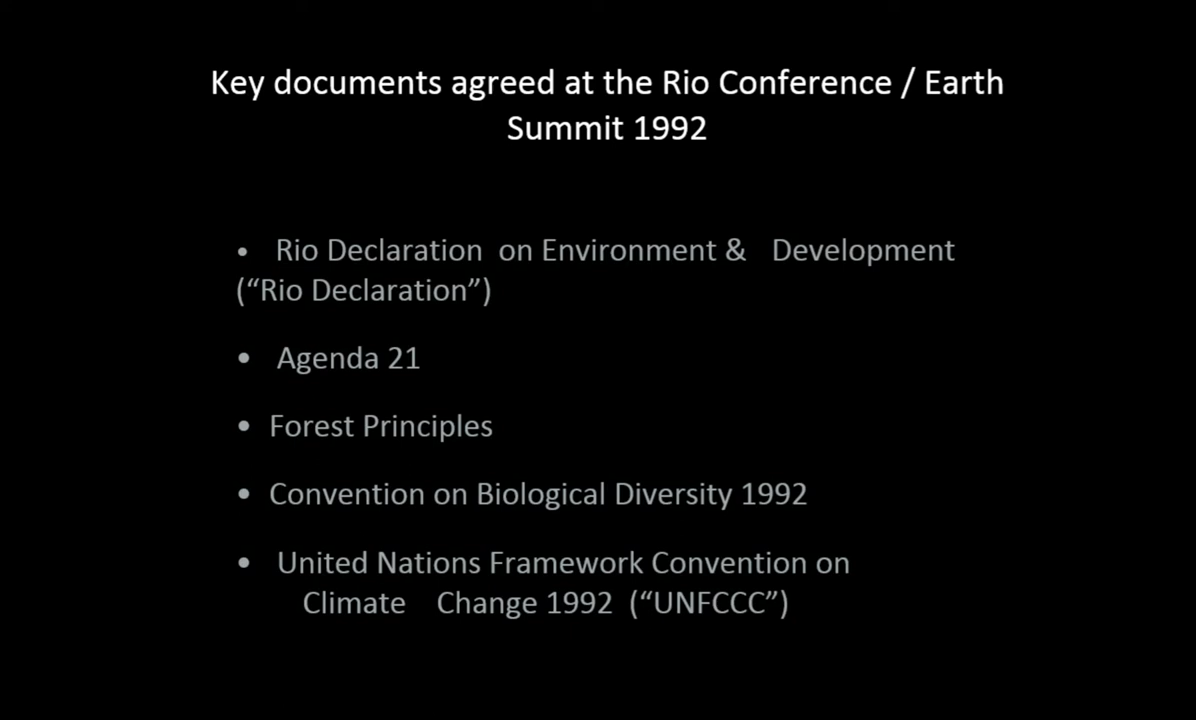 Key documents agreed at the Rio Conference / Earth
Summit 1992
• Rio Declaration on Environment & Development
(“Rio Declaration”)
• Agenda 21
• Forest Principles
• Convention on Biological Diversity 1992
• United Nations Framework Convention on
Climate Change 1992 (“UNFCCC”)